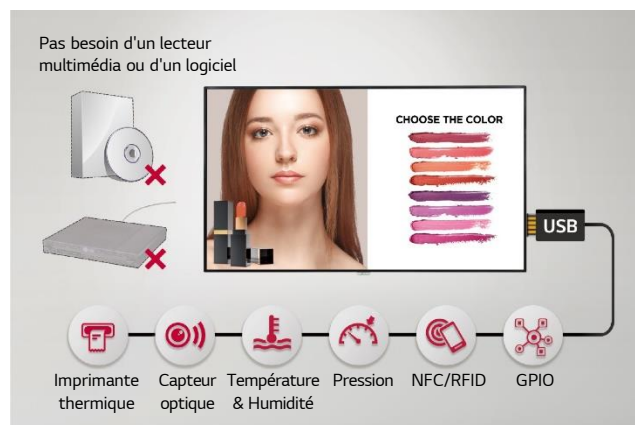 Pas besoin d'un lecteur
multimédia ou d'un logiciel
CHOOSE THE COLOR
USB
Imprimante
thermique
Capteur
optique
Température
& Humidité
Pression
NFC/RFID
GPIO